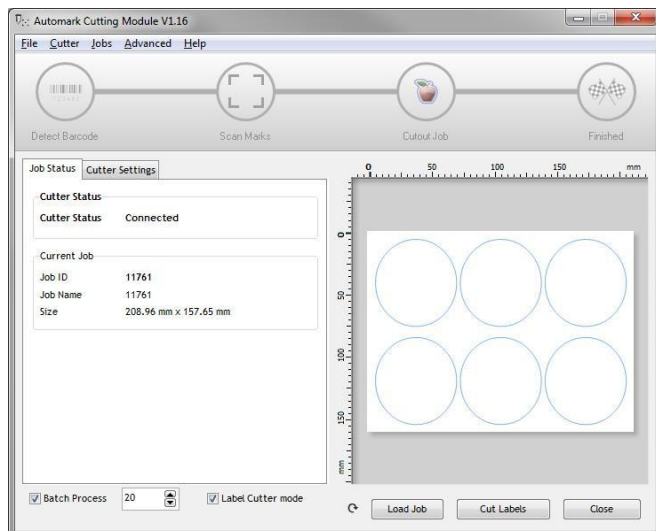 Automark Cutting Module V1.16
File Cutter Jobs Advanced Help
Detect Barcode Scan Marks Cutout Job Finished
Job Status Cutter Settings
Cutter Status
Cutter Status Connected
Current Job
Job ID 11761
Job Name 11761
Size 208.96 mm x 157.65 mm
0 50 100 150 mm
0
50
100
150
mm
Batch Process 20 Label Cutter mode
Load Job Cut Labels Close